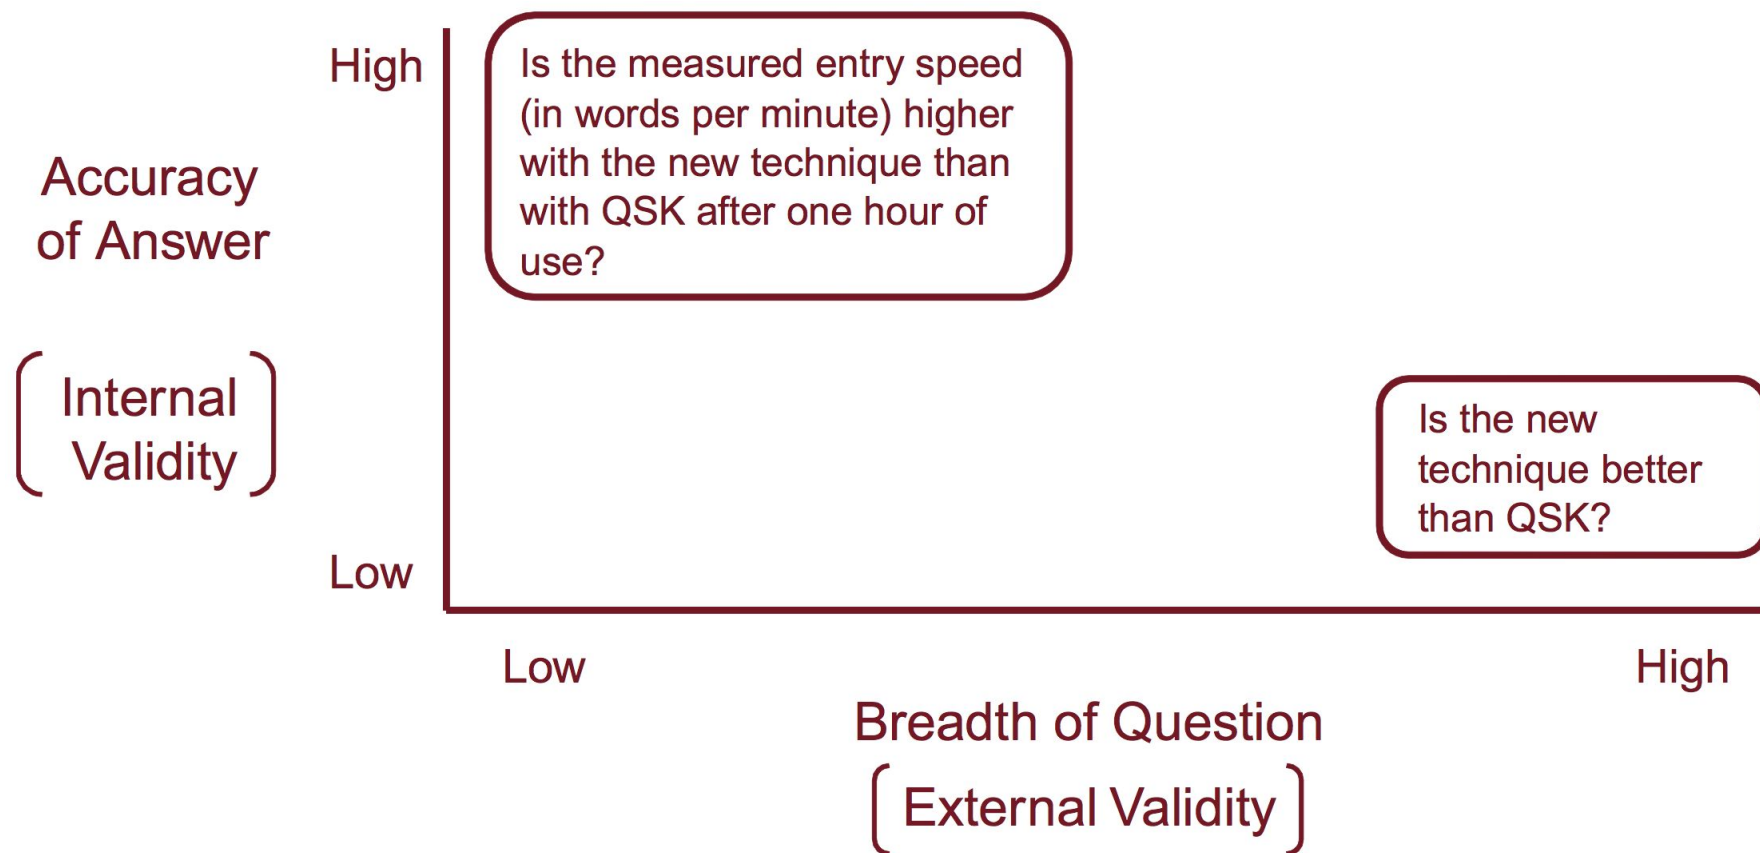 High
Is the measured entry speed
(in words per minute) higher
with the new technique than
with QSK after one hour of
use?
Accuracy
of Answer
Internal
Validity
Is the new
technique better
than QSK?
Low
Low
High
Breadth of Question
External Validity